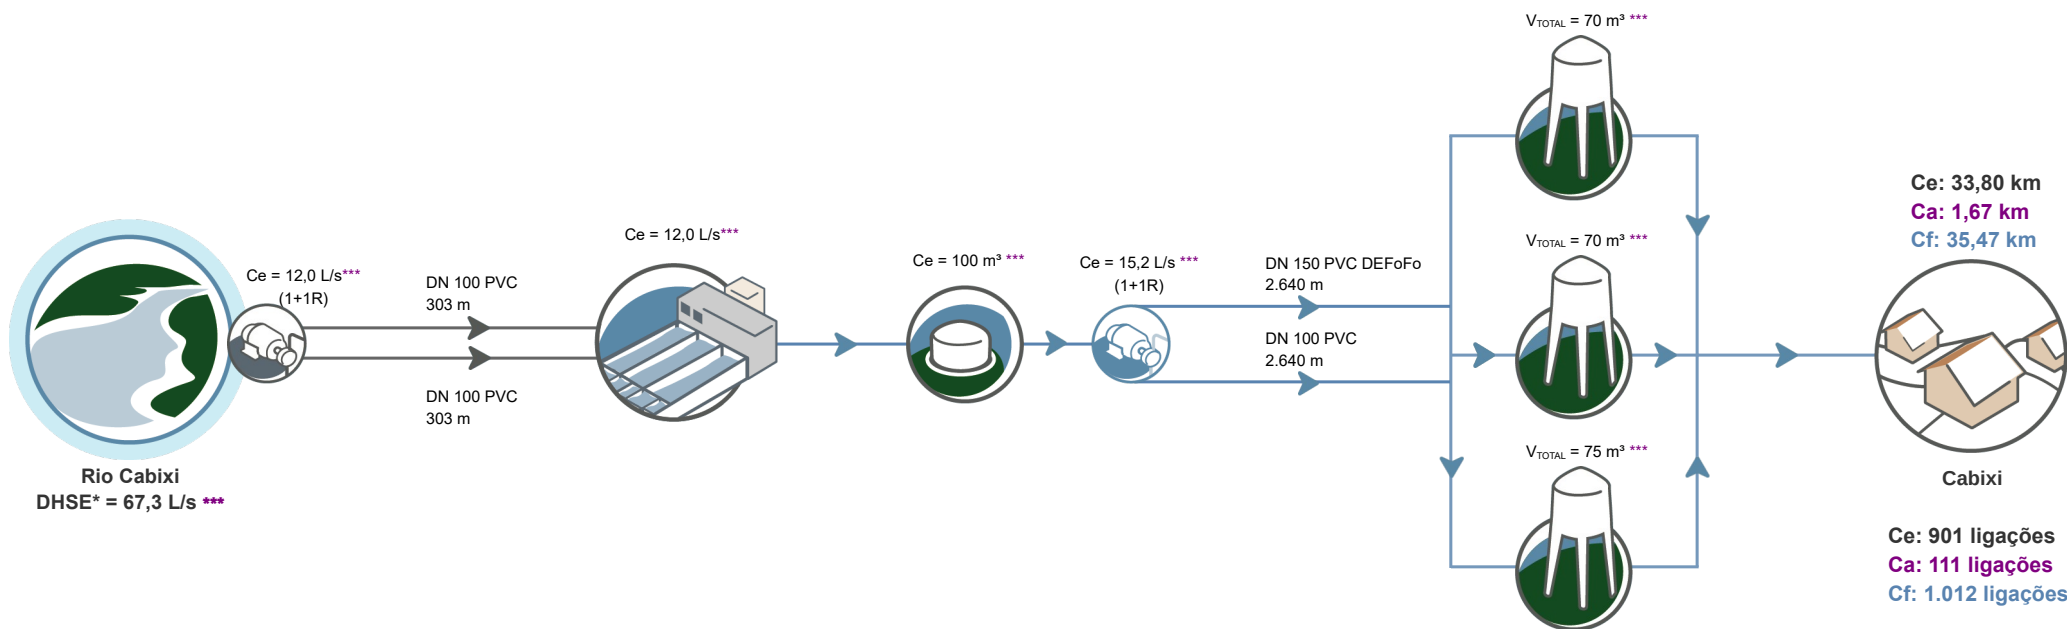 Rio Cabixi
DHSE* = 67,3 L/s ***
Ce = 12,0 L/s***
(1+1R)
DN 100 PVC
303 m
DN 100 PVC
303 m
Ce = 12,0 L/s***
Ce = 100 m³ ***
Ce = 15,2 L/s ***
(1+1R)
DN 150 PVC DEFoFo
2.640 m
DN 100 PVC
2.640 m
VTOTAL = 70 m³ ***
VTOTAL = 70 m³ ***
VTOTAL = 75 m³ ***
Ce: 33,80 km
Ca: 1,67 km
Cf: 35,47 km
Cabixi
Ce: 901 ligações
Ca: 111 ligações
Cf: 1.012 ligações